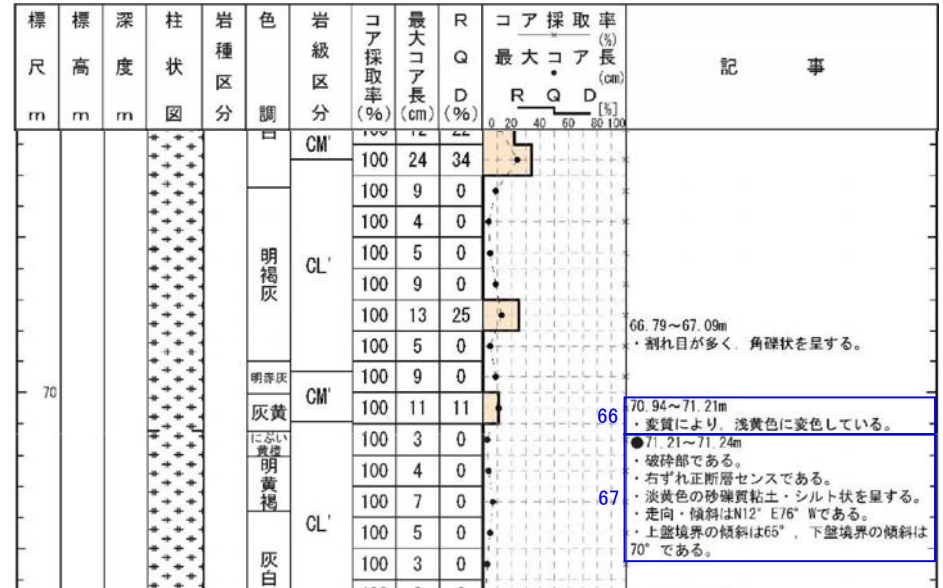 標尺m 標高m 深度m 柱状図 岩種区分 色調 岩級区分 コア採取率(%) 最大コア長(cm) RQD(%) コア採取率(%) 最大コア長(cm) RQD[%] 記事
0 20 40 60 80 100
CM'
100 24 34
100 9 0
100 4 0
明褐灰 CL' 100 5 0
100 9 0
100 13 25
66.79~67.09m
・割れ目が多く、角礫状を呈する。
100 5 0
明赤灰 100 9 0
70
灰黄 CM' 100 11 11
66
70.94~71.21m
・変質により、浅黄色に変色している。
にぶい黄橙 100 3 0
明黄褐 100 4 0
100 7 0
CL' 100 5 0
灰白 100 3 0
67
●71.21~71.24m
・破砕部である。
・右ずれ正断層センスである。
・淡黄色の砂礫質粘土・シルト状を呈する。
・走向・傾斜はN12°E76°Wである。
・上盤境界の傾斜は65°、下盤境界の傾斜は
70°である。